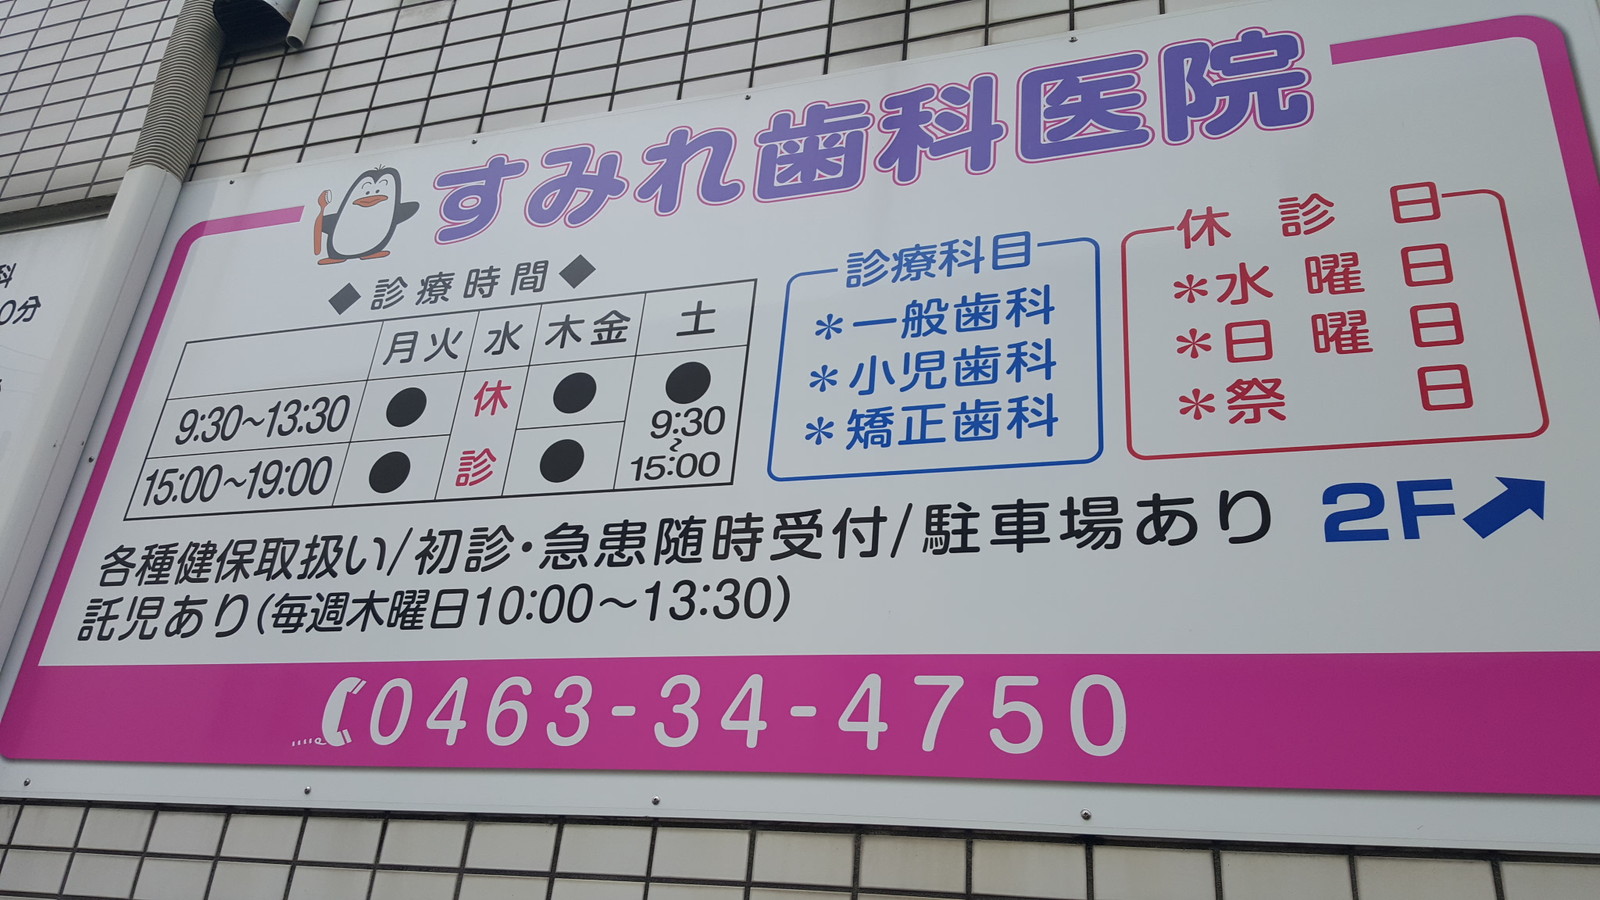 すみれ歯科医院
◆診療時間◆
月火 水 木金 土
9:30~13:30 ● 休 ● ● 9:30~15:00
15:00~19:00 ● 診 ●
診療科目
*一般歯科
*小児歯科
*矯正歯科
休診日
*水曜日
*日曜日
*祭日
各種健保取扱い/初診・急患随時受付/駐車場あり 2F
託児あり(毎週木曜日10:00～13:30)
0463-34-4750
科
0分